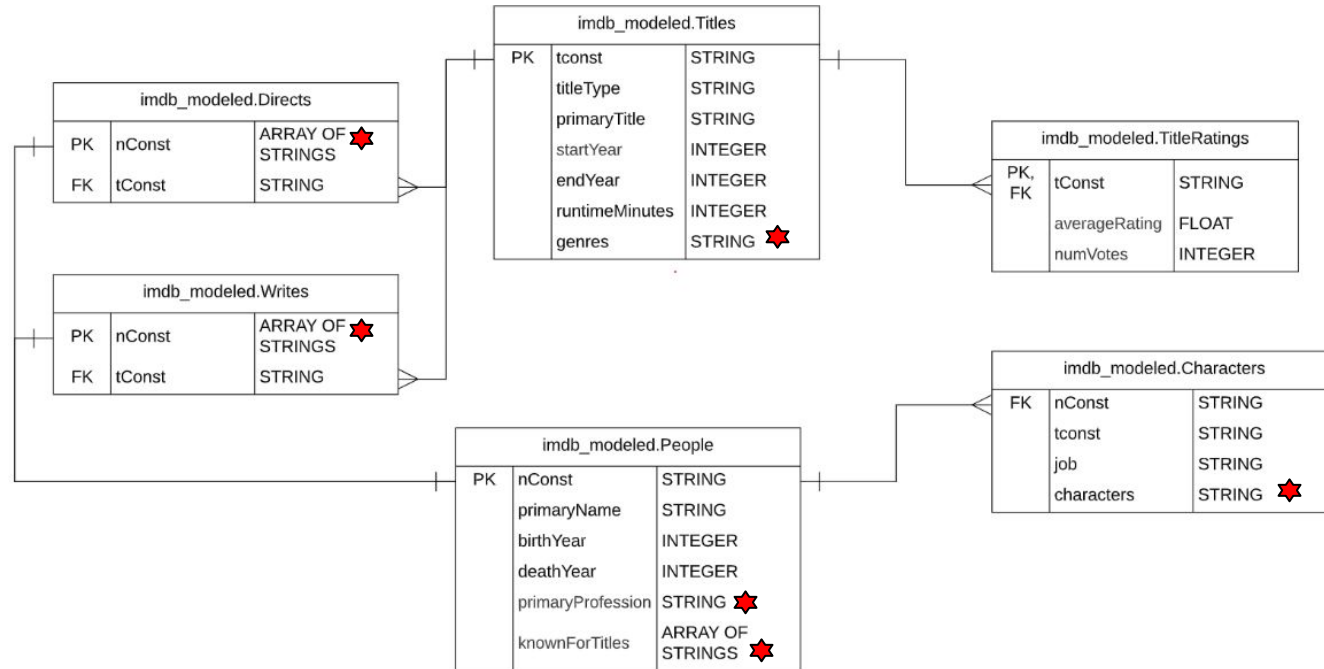 imdb_modeled.Titles
PK tconst STRING
titleType STRING
primaryTitle STRING
startYear INTEGER
endYear INTEGER
runtimeMinutes INTEGER
genres STRING
imdb_modeled.Directs
PK nConst ARRAY OF
STRINGS
FK tConst STRING
imdb_modeled.TitleRatings
PK,
FK tConst STRING
averageRating FLOAT
numVotes INTEGER
imdb_modeled.Writes
PK nConst ARRAY OF
STRINGS
FK tConst STRING
imdb_modeled.Characters
FK nConst STRING
tconst STRING
job STRING
characters STRING
imdb_modeled.People
PK nConst STRING
primaryName STRING
birthYear INTEGER
deathYear INTEGER
primaryProfession STRING
knownForTitles ARRAY OF
STRINGS